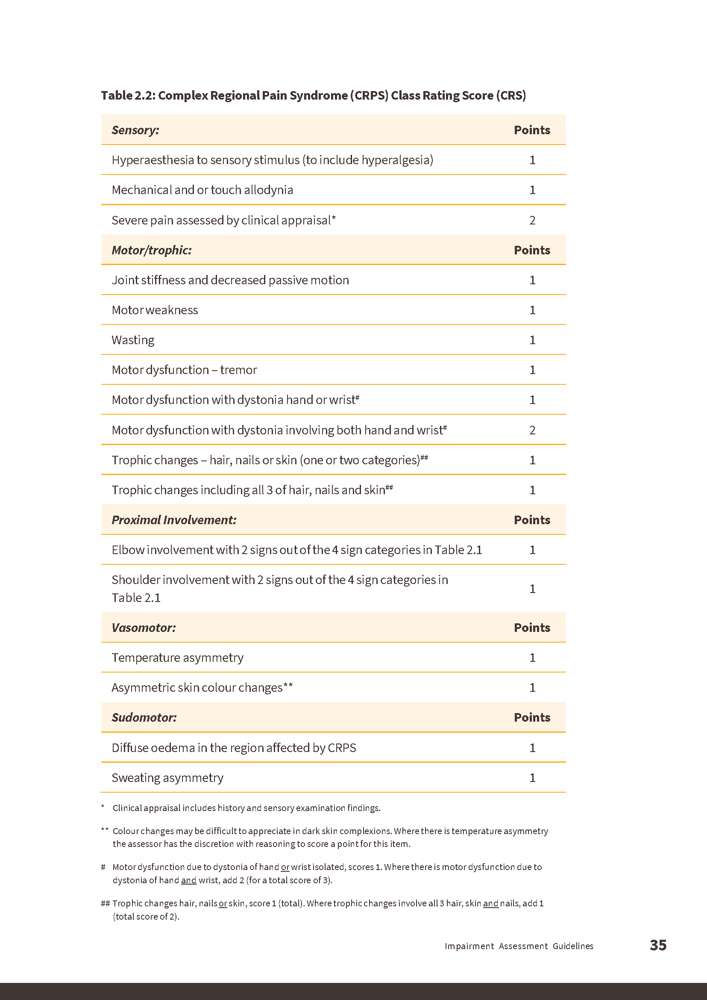 Table 2.2: Complex Regional Pain Syndrome (CRPS) Class Rating Score (CRS)
Sensory: Points
Hyperaesthesia to sensory stimulus (to include hyperalgesia) 1
Mechanical and or touch allodynia 1
Severe pain assessed by clinical appraisal* 2
Motor/trophic: Points
Joint stiffness and decreased passive motion 1
Motor weakness 1
Wasting 1
Motor dysfunction – tremor 1
Motor dysfunction with dystonia hand or wrist# 1
Motor dysfunction with dystonia involving both hand and wrist# 2
Trophic changes – hair, nails or skin (one or two categories)## 1
Trophic changes including all 3 of hair, nails and skin## 1
Proximal Involvement: Points
Elbow involvement with 2 signs out of the 4 sign categories in Table 2.1 1
Shoulder involvement with 2 signs out of the 4 sign categories in
Table 2.1 1
Vasomotor: Points
Temperature asymmetry 1
Asymmetric skin colour changes** 1
Sudomotor: Points
Diffuse oedema in the region affected by CRPS 1
Sweating asymmetry 1
* Clinical appraisal includes history and sensory examination findings.
** Colour changes may be difficult to appreciate in dark skin complexions. Where there is temperature asymmetry
the assessor has the discretion with reasoning to score a point for this item.
# Motor dysfunction due to dystonia of hand or wrist isolated, scores 1. Where there is motor dysfunction due to
dystonia of hand and wrist, add 2 (for a total score of 3).
## Trophic changes hair, nails or skin, score 1 (total). Where trophic changes involve all 3 hair, skin and nails, add 1
(total score of 2).
Impairment Assessment Guidelines 35